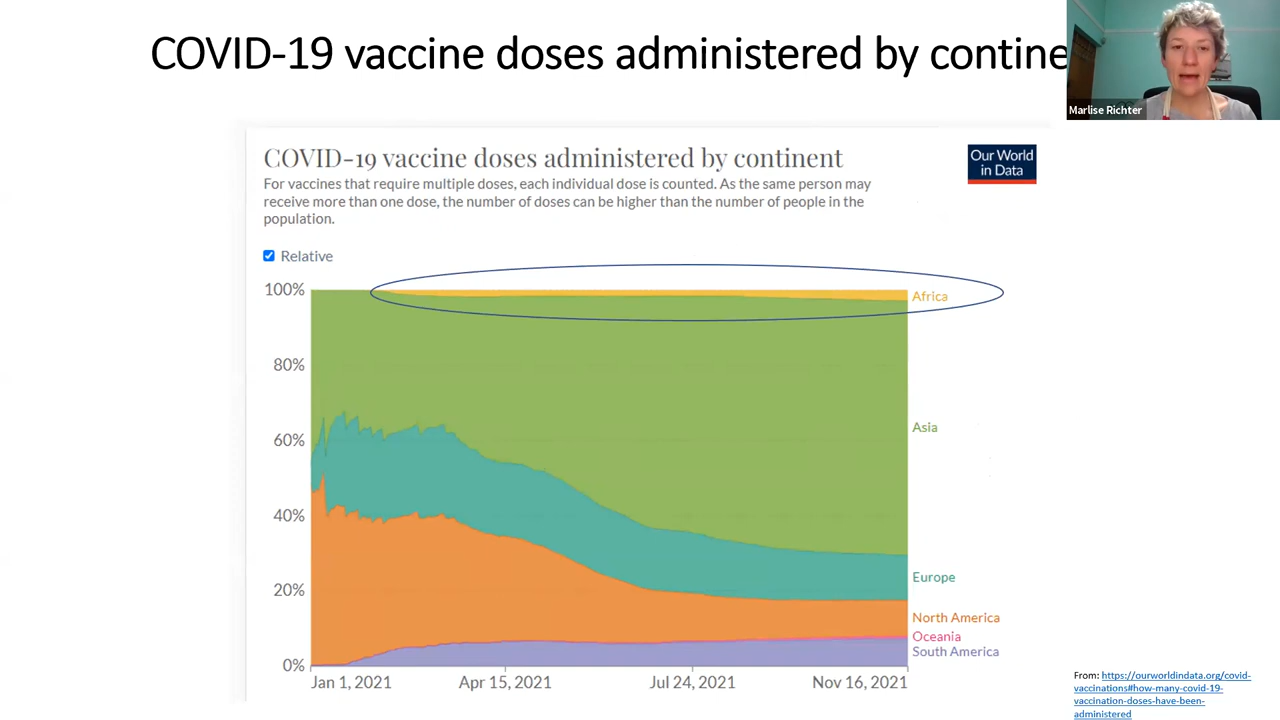 COVID-19 vaccine doses administered by contine
Marlise Richter
COVID-19 vaccine doses administered by continent
Our World
in Data
For vaccines that require multiple doses, each individual dose is counted. As the same person may
receive more than one dose, the number of doses can be higher than the number of people in the
population.
Relative
100%
80%
60%
40%
20%
0%
Africa
Asia
Europe
North America
Oceania
South America
Jan 1, 2021
Apr 15, 2021
Jul 24, 2021
Nov 16, 2021
From: https://ourworldindata.org/covid-
vaccinations#how-many-covid-19-
vaccination-doses-have-been-
administered